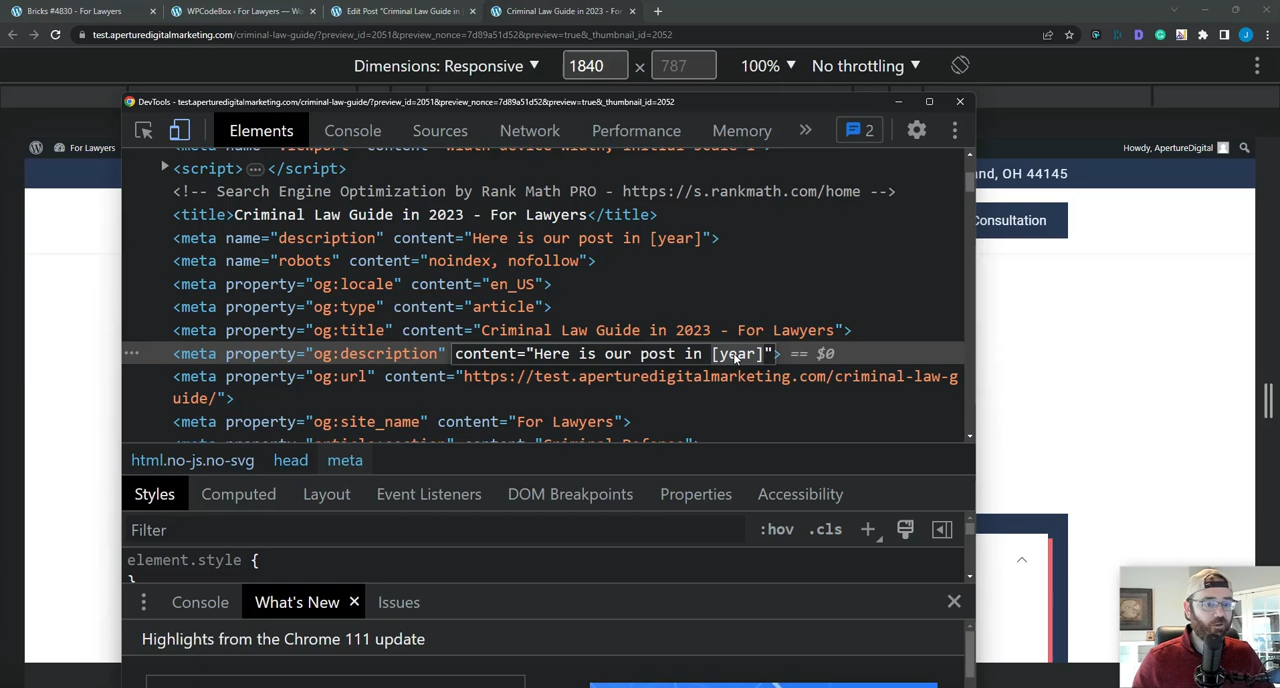 Bricks #4830 - For Lawyers
WPCodeBox ‹ For Lawyers — Wo
Edit Post "Criminal Law Guide in
Criminal Law Guide in 2023 - Fo
test.aperturedigitalmarketing.com/criminal-law-guide/?preview_id=2051&preview_nonce=7d89a51d52&preview=true&_thumbnail_id=2052
Dimensions: Responsive 1840 × 787 100% No throttling
DevTools - test.aperturedigitalmarketing.com/criminal-law-guide/?preview_id=2051&preview_nonce=7d89a51d52&preview=true&_thumbnail_id=2052
Elements Console Sources Network Performance Memory 2
For Lawyers
Howdy, ApertureDigital
<script> </script>
and, OH 44145
<!-- Search Engine Optimization by Rank Math PRO - https://s.rankmath.com/home -->
<title>Criminal Law Guide in 2023 - For Lawyers</title>
Consultation
<meta name="description" content="Here is our post in [year]">
<meta name="robots" content="noindex, nofollow">
<meta property="og:locale" content="en_US">
<meta property="og:type" content="article">
<meta property="og:title" content="Criminal Law Guide in 2023 - For Lawyers">
<meta property="og:description" content="Here is our post in [year]"> == $0
<meta property="og:url" content="https://test.aperturedigitalmarketing.com/criminal-law-g
uide/">
<meta property="og:site_name" content="For Lawyers">
html.no-js.no-svg head meta
Styles Computed Layout Event Listeners DOM Breakpoints Properties Accessibility
Filter :hov .cls
element.style {
}
Console What's New Issues
Highlights from the Chrome 111 update